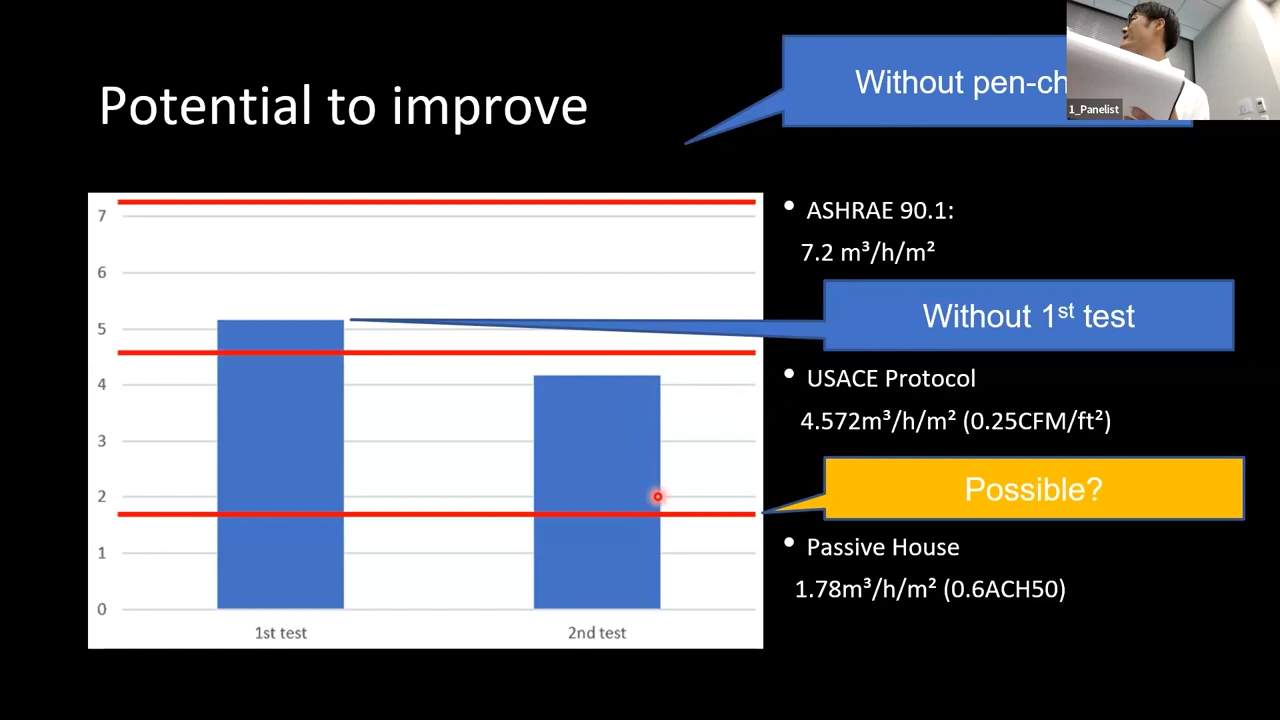 Without pen-ch
1_Panelist
Potential to improve
7
6
5
4
3
2
1
0
1st test
2nd test
• ASHRAE 90.1:
7.2 m³/h/m²
Without 1st test
• USACE Protocol
4.572m³/h/m² (0.25CFM/ft²)
Possible?
• Passive House
1.78m³/h/m² (0.6ACH50)